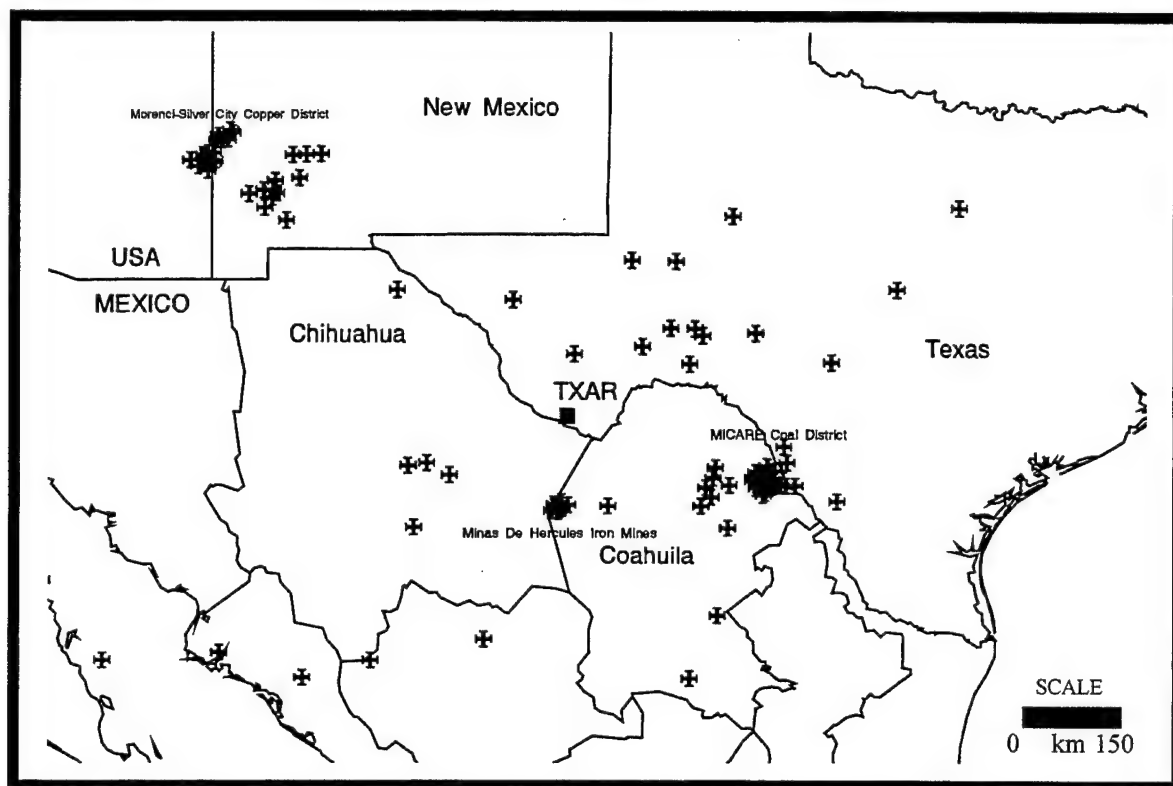 New Mexico
Morenci-Silver City Copper District
USA
MEXICO
Chihuahua
Texas
TXAR
MICARE Coal District
Minas De Hercules Iron Mines
Coahuila
SCALE
0 km 150